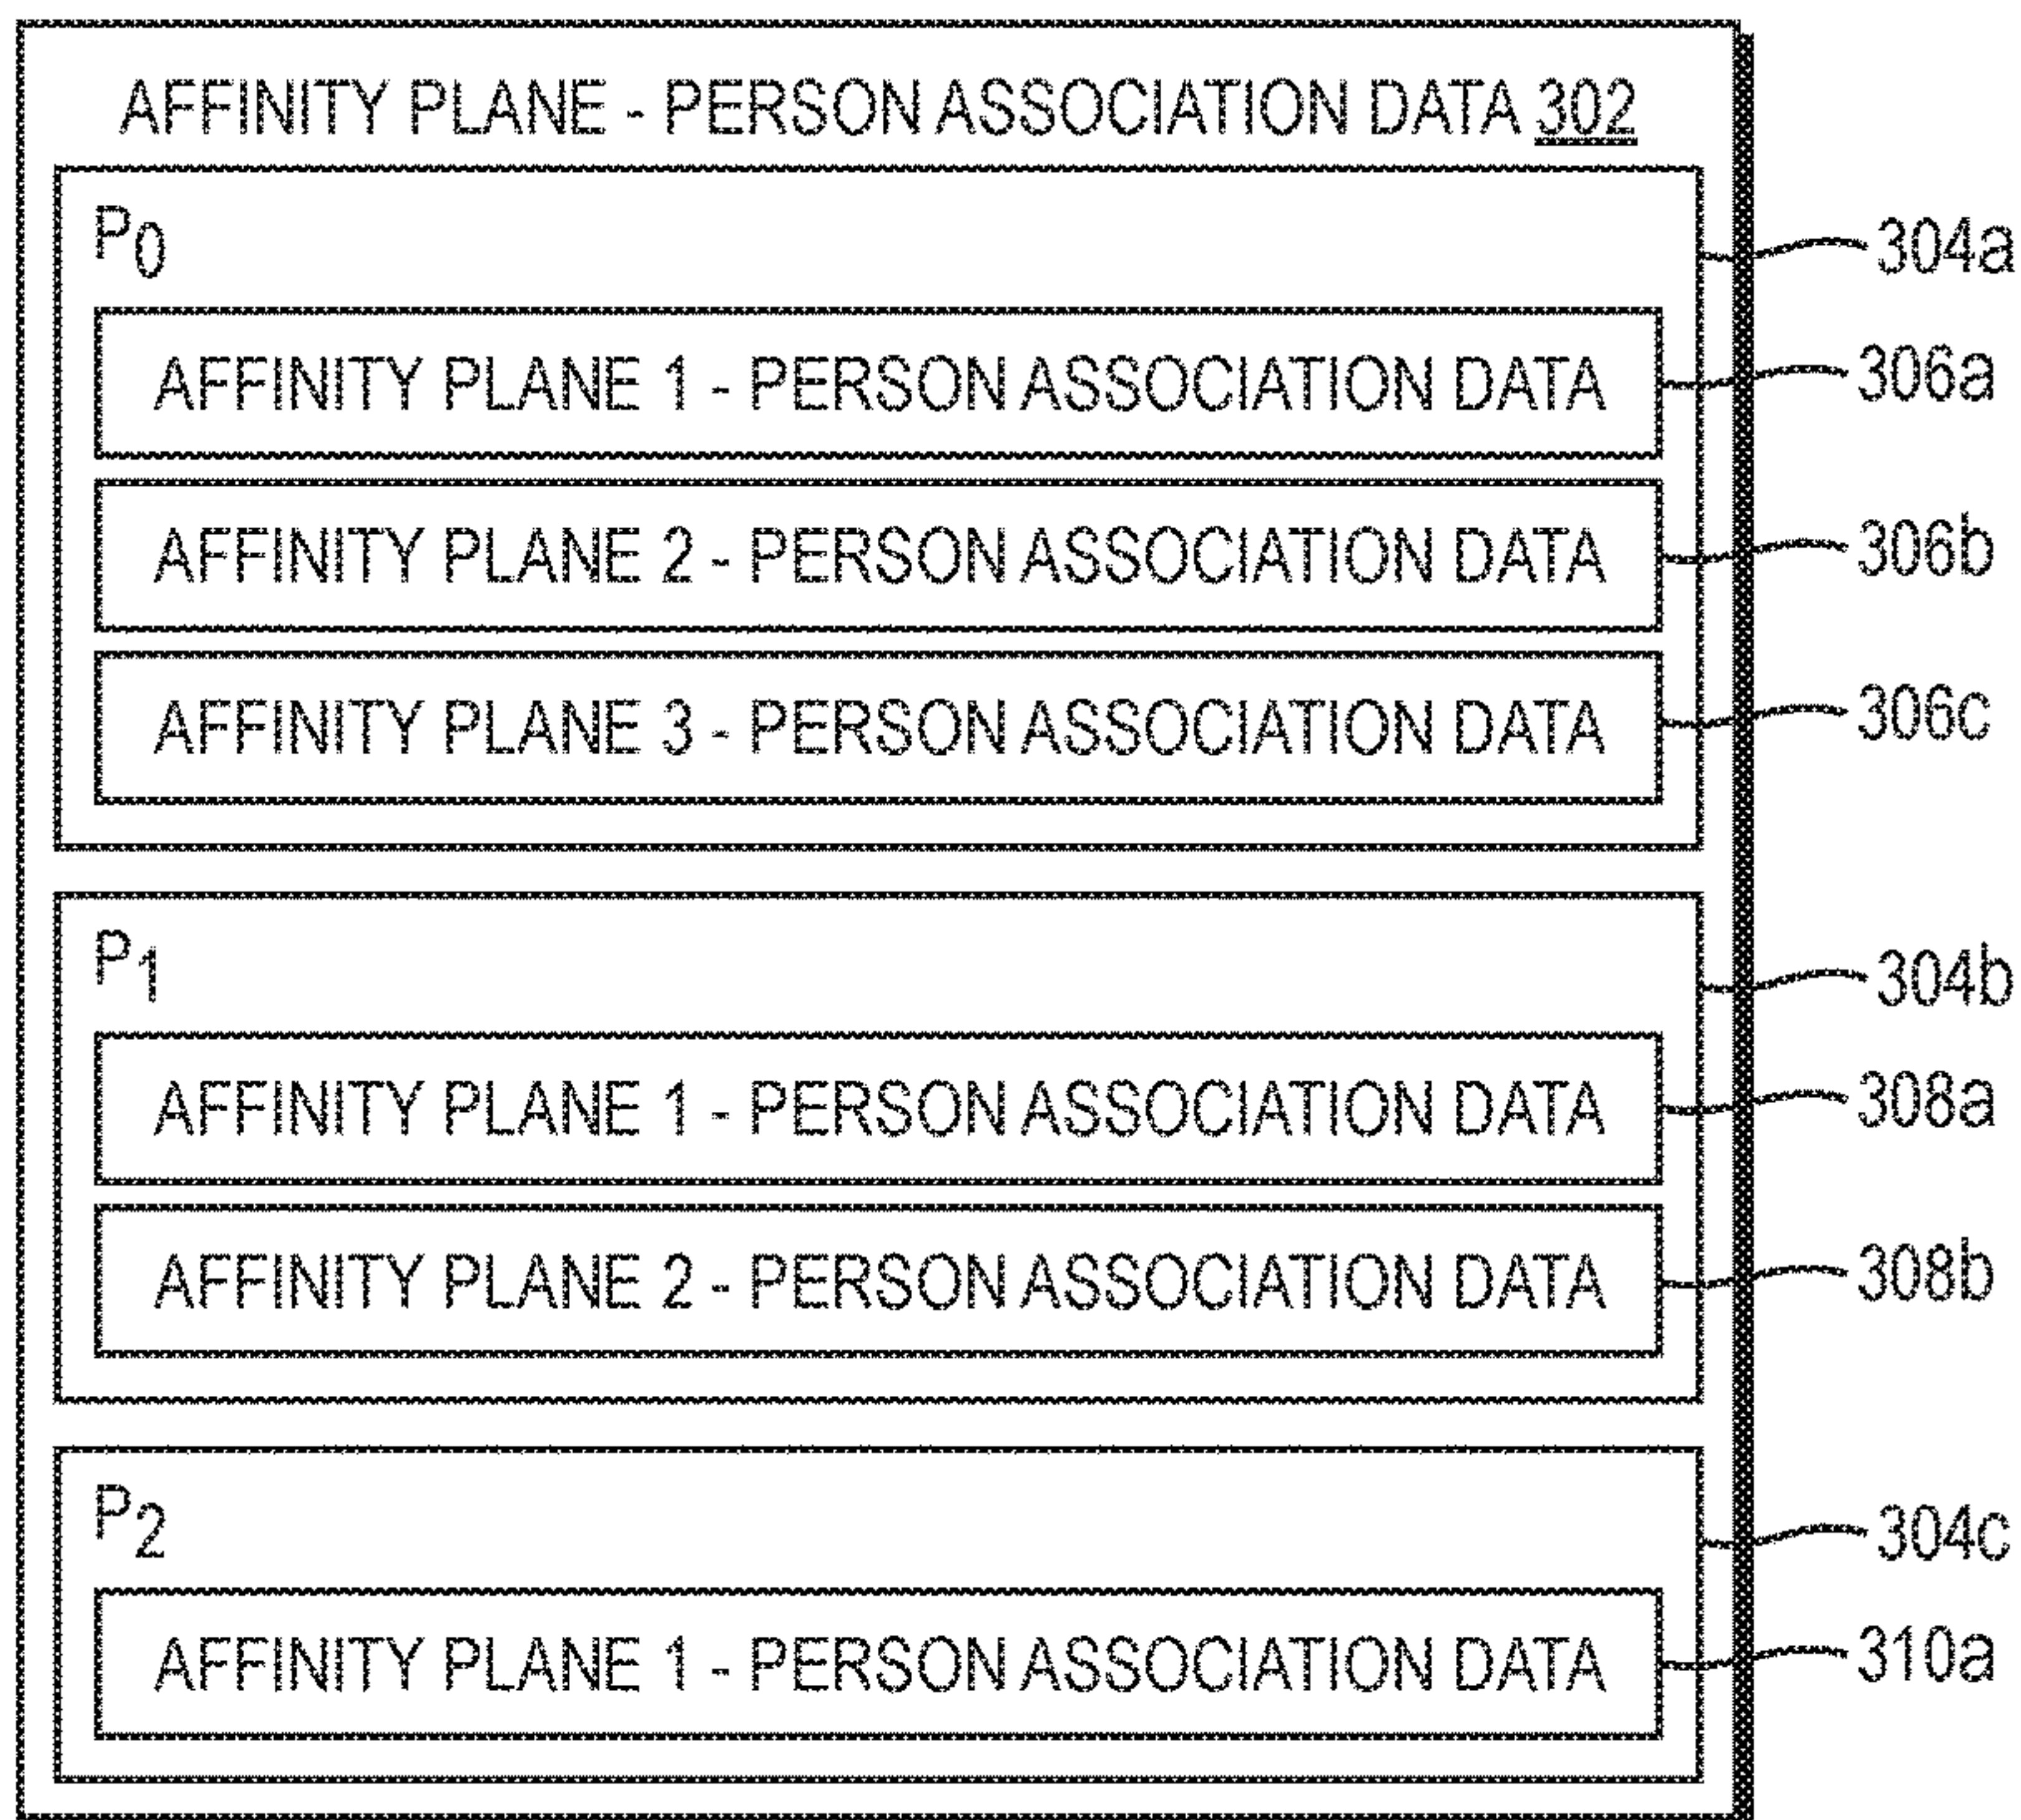 AFFINITY PLANE - PERSON ASSOCIATION DATA 302
P0
304a
AFFINITY PLANE 1 - PERSON ASSOCIATION DATA
306a
AFFINITY PLANE 2 - PERSON ASSOCIATION DATA
306b
AFFINITY PLANE 3 - PERSON ASSOCIATION DATA
306c
P1
304b
AFFINITY PLANE 1 - PERSON ASSOCIATION DATA
308a
AFFINITY PLANE 2 - PERSON ASSOCIATION DATA
308b
P2
304c
AFFINITY PLANE 1 - PERSON ASSOCIATION DATA
310a